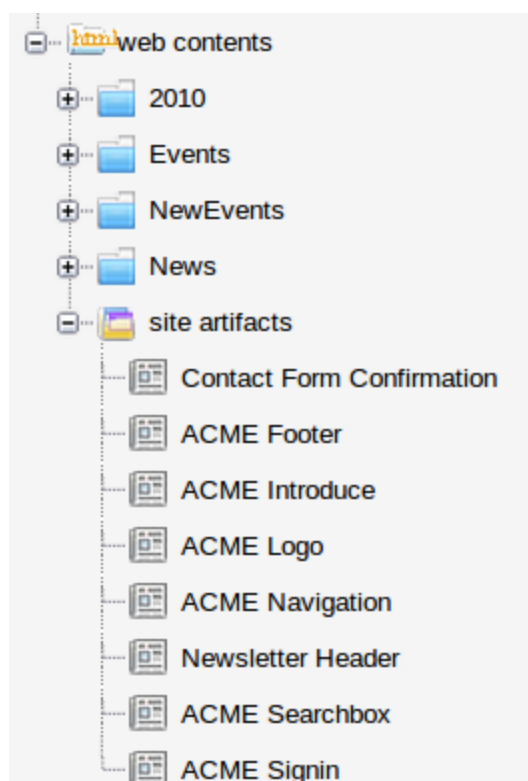 html web contents
2010
Events
NewEvents
News
site artifacts
Contact Form Confirmation
ACME Footer
ACME Introduce
ACME Logo
ACME Navigation
Newsletter Header
ACME Searchbox
ACME Signin